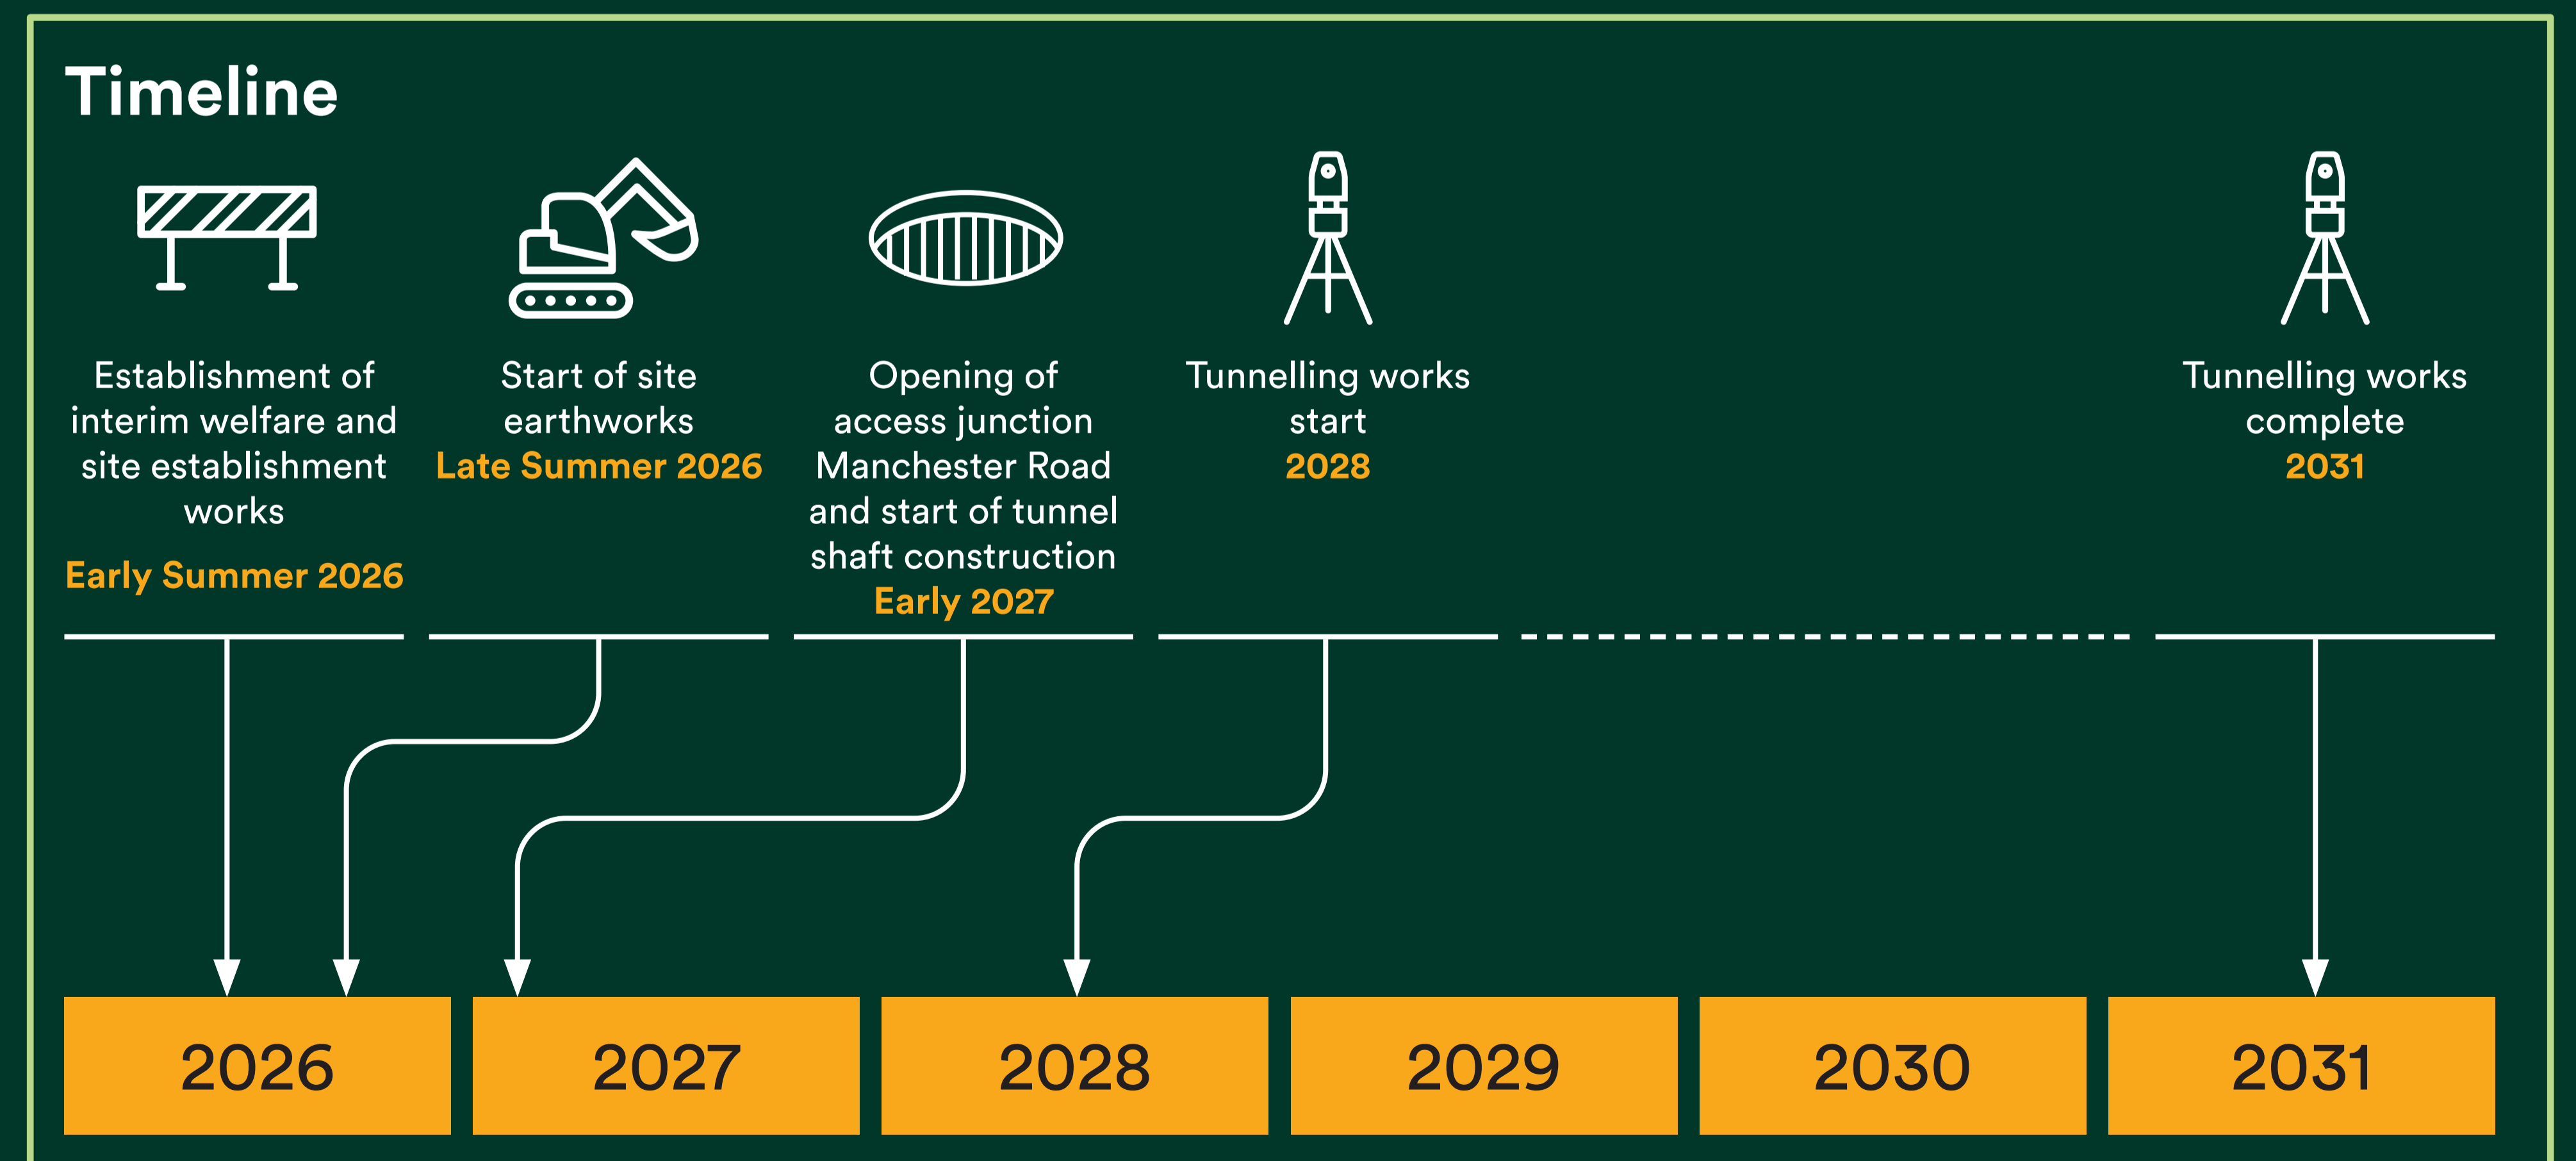 Timeline
Establishment of
interim welfare and
site establishment
works
Early Summer 2026
Start of site
earthworks
Late Summer 2026
Opening of
access junction
Manchester Road
and start of tunnel
shaft construction
Early 2027
Tunnelling works
start
2028
Tunnelling works
complete
2031
2026
2027
2028
2029
2030
2031